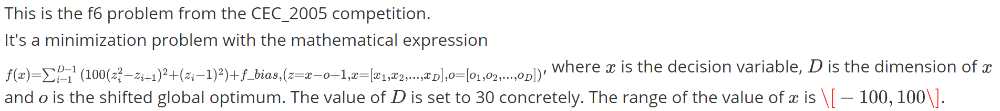 This is the f6 problem from the CEC_2005 competition.
It's a minimization problem with the mathematical expression
f(x)=∑_{i=1}^{D−1}(100(z_i^2−z_{i+1})^2+(z_i−1)^2)+f_bias,(z=x−o+1,x=[x_1,x_2,...,x_D],o=[o_1,o_2,...,o_D])′ where x is the decision variable, D is the dimension of x
and o is the shifted global optimum. The value of D is set to 30 concretely. The range of the value of x is \[ − 100, 100\].